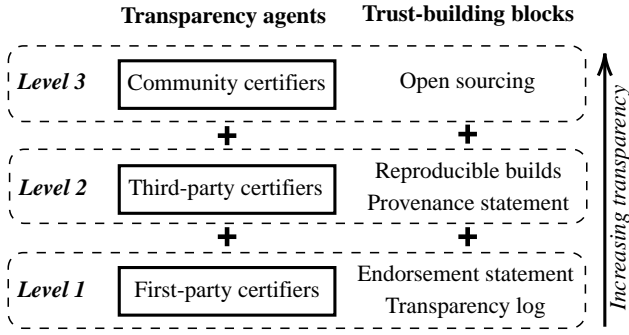 Transparency agents Trust-building blocks
Level 3 Community certifiers Open sourcing
+ +
Level 2 Third-party certifiers Reproducible builds
Provenance statement
+ +
Level 1 First-party certifiers Endorsement statement
Transparency log
Increasing transparency